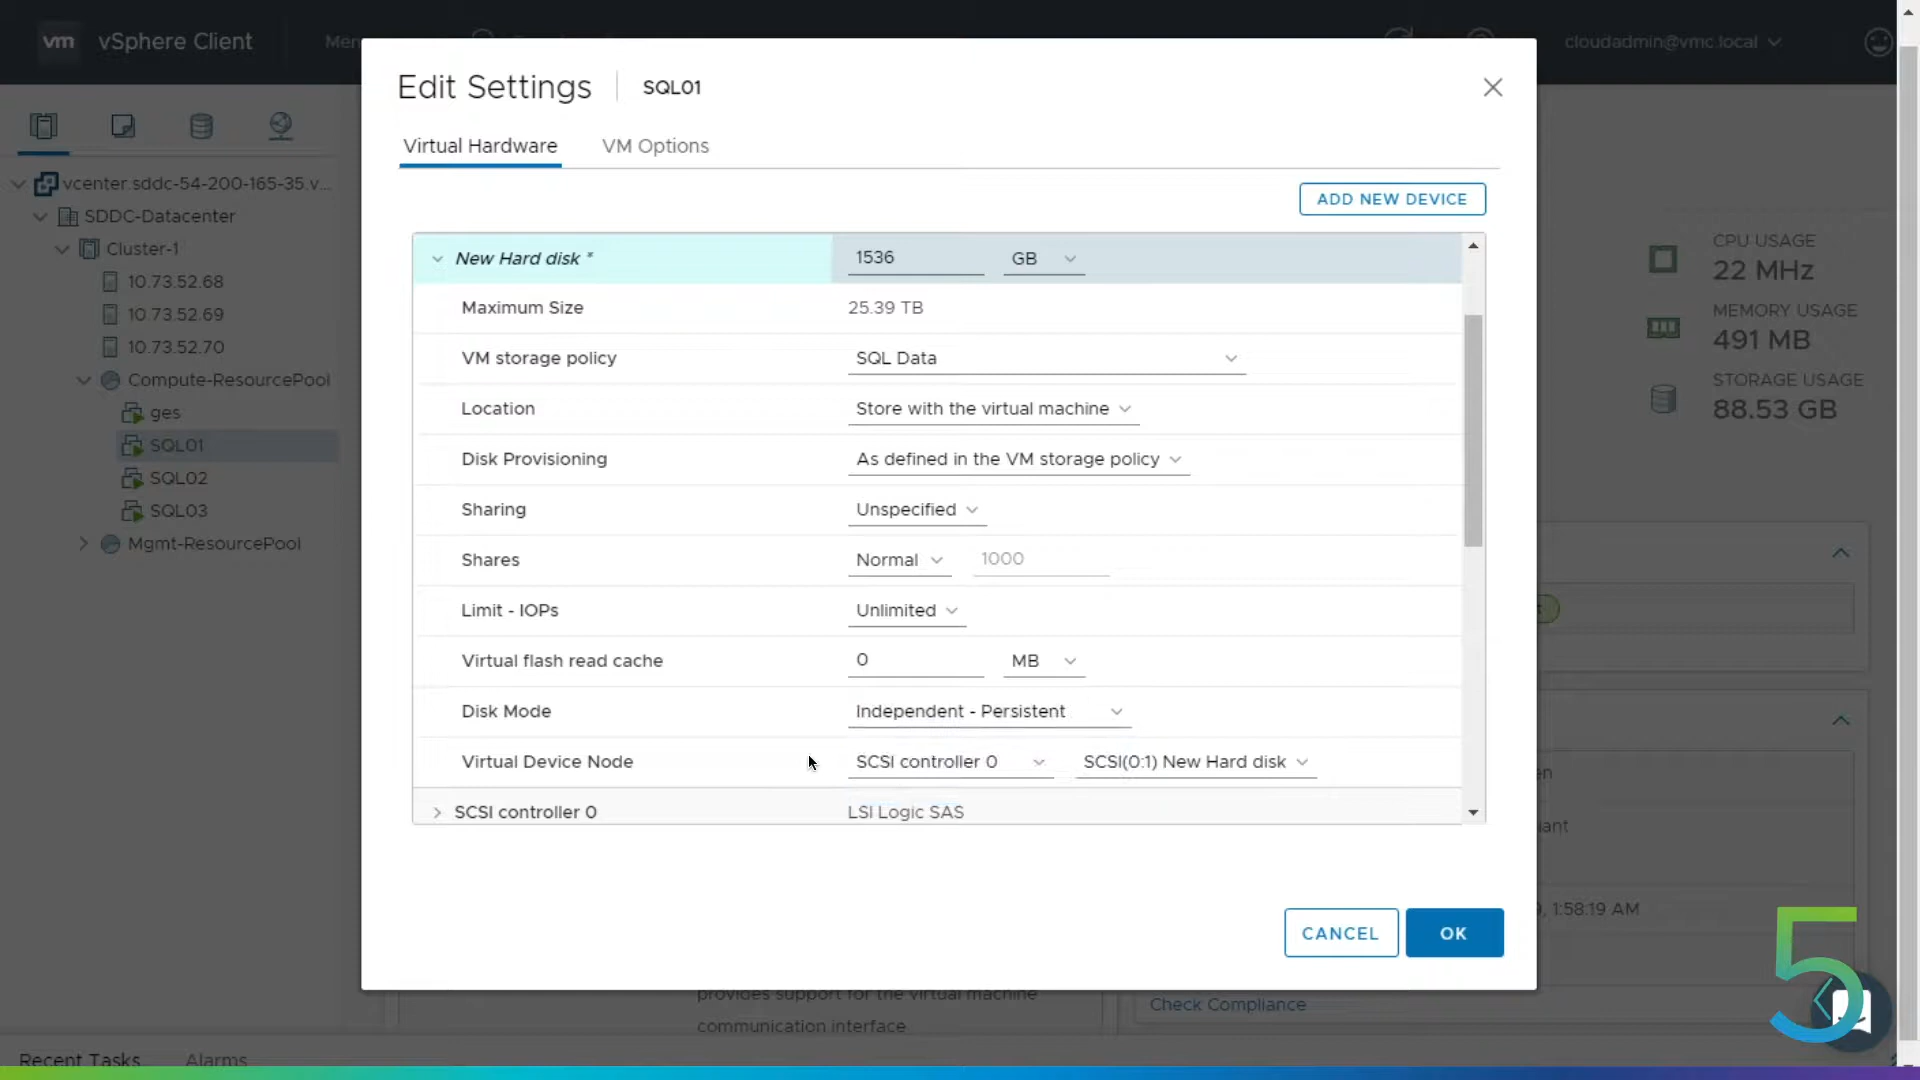 vm vSphere Client Men cloudadmin@vmc.local
Edit Settings SQL01
Virtual Hardware VM Options
ADD NEW DEVICE
vcenter.sddc-54-200-165-35.v...
SDDC-Datacenter
Cluster-1
10.73.52.68
10.73.52.69
10.73.52.70
Compute-ResourcePool
ges
SQL01
SQL02
SQL03
Mgmt-ResourcePool
New Hard disk * 1536 GB
Maximum Size 25.39 TB
VM storage policy SQL Data
Location Store with the virtual machine
Disk Provisioning As defined in the VM storage policy
Sharing Unspecified
Shares Normal 1000
Limit - IOPs Unlimited
Virtual flash read cache 0 MB
Disk Mode Independent - Persistent
Virtual Device Node SCSI controller 0 SCSI(0:1) New Hard disk
SCSI controller 0 LSI Logic SAS
CANCEL OK
CPU USAGE
22 MHz
MEMORY USAGE
491 MB
STORAGE USAGE
88.53 GB
en
iant
9, 1:58:19 AM
provides support for the virtual machine
communication interface
Check Compliance
5
Recent Tasks Alarms